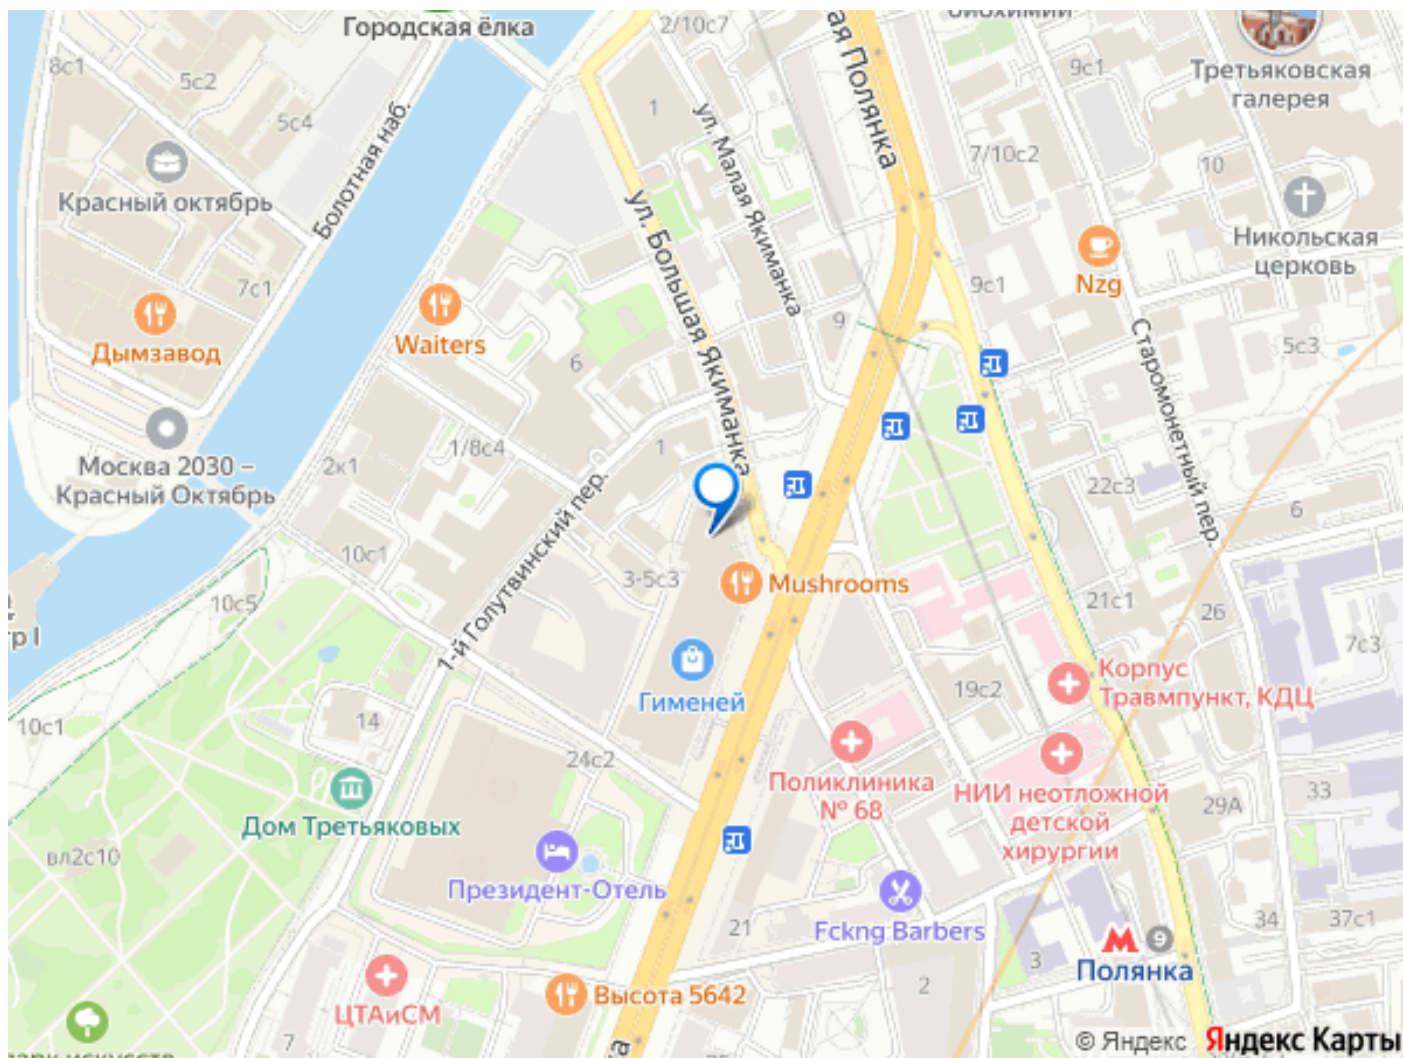 Городская ёлка
2/10с7
ая Полянка
биохимии
9с1
Третьяковская
галерея
8с1
5с2
5с4
1
ул. Малая Якиманка
7/10с2
10
Красный октябрь
Болотная наб.
ул. Большая Якиманка
Никольская
церковь
7с1
Nzg
9с1
Waiters
9
Дымзавод
6
5с3
Старомонетный пер.
Москва 2030 –
Красный Октябрь
2к1
1/8с4
1
22с3
6
10с1
1-й Голутвинский пер.
3-5с3
Mushrooms
10с5
21с1
26
7с3
Корпус
Травмпункт, КДЦ
Гименей
19с2
10с1
14
24с2
Поликлиника
№ 68
НИИ неотложной
детской
хирургии
29А
33
Дом Третьяковых
вл2с10
Президент-Отель
21
Fckng Barbers
34
37с1
3
9
Полянка
2
Высота 5642
ЦТАиСМ
7
парк искусств
© Яндекс Яндекс Карты